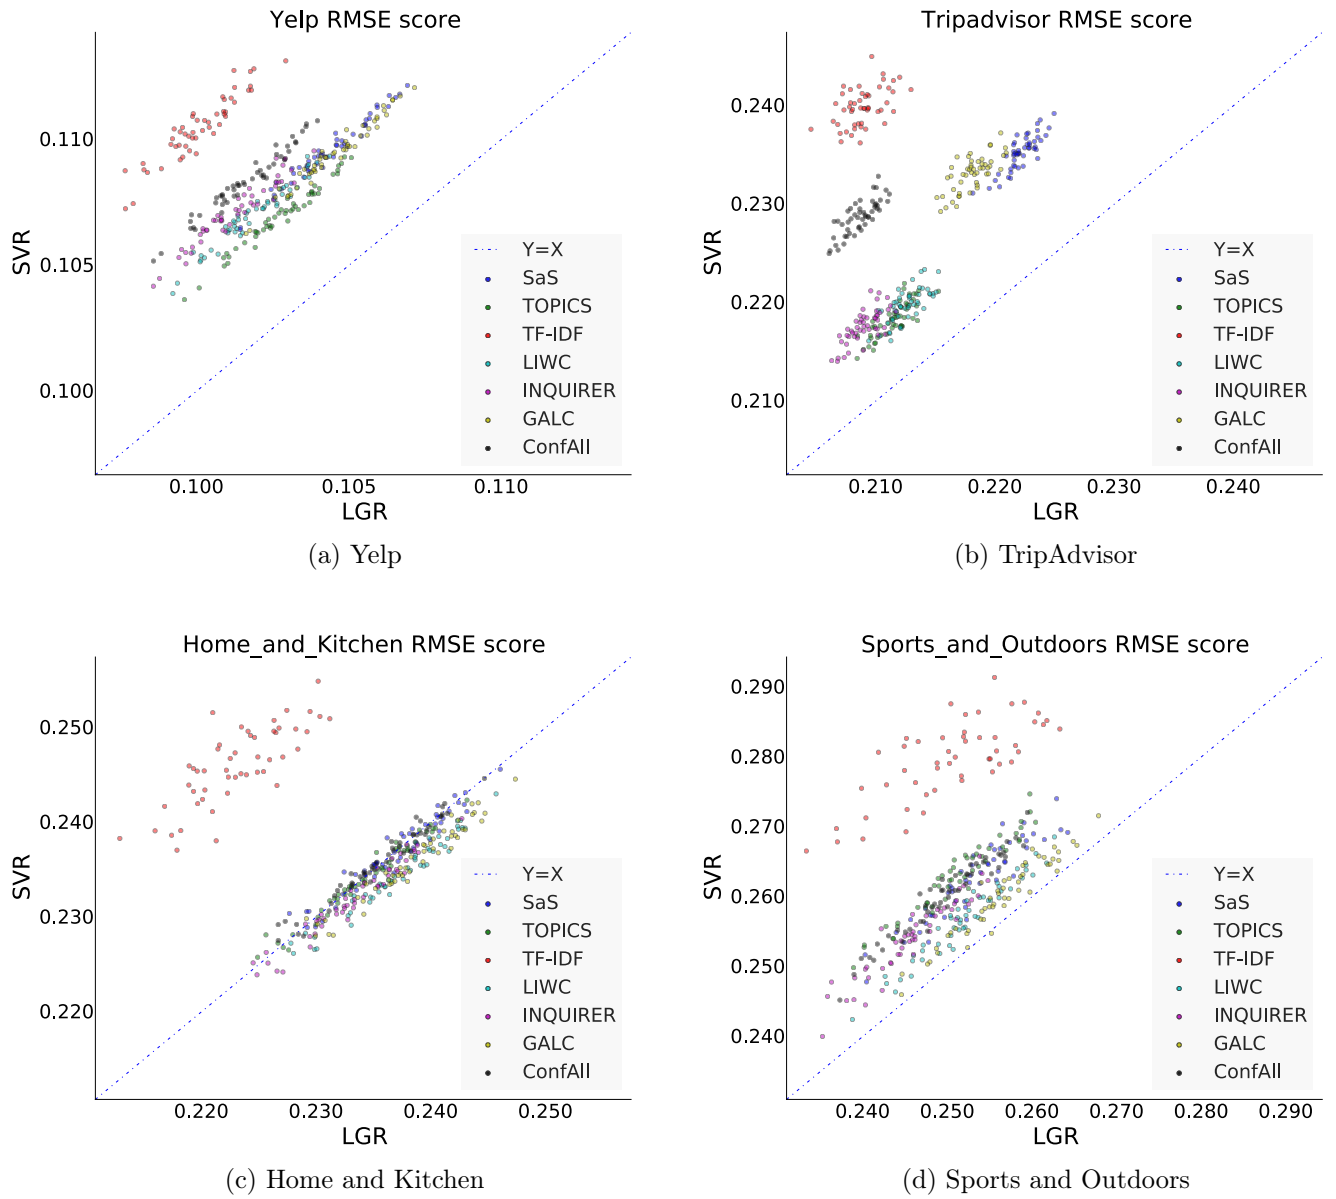 Yelp RMSE score
SVR
0.110
0.105
0.100
Y=X
SaS
TOPICS
TF-IDF
LIWC
INQUIRER
GALC
ConfAll
0.100 0.105 0.110
LGR
(a) Yelp
Tripadvisor RMSE score
SVR
0.240
0.230
0.220
0.210
Y=X
SaS
TOPICS
TF-IDF
LIWC
INQUIRER
GALC
ConfAll
0.210 0.220 0.230 0.240
LGR
(b) TripAdvisor
Home_and_Kitchen RMSE score
SVR
0.250
0.240
0.230
0.220
Y=X
SaS
TOPICS
TF-IDF
LIWC
INQUIRER
GALC
ConfAll
0.220 0.230 0.240 0.250
LGR
(c) Home and Kitchen
Sports_and_Outdoors RMSE score
SVR
0.290
0.280
0.270
0.260
0.250
0.240
Y=X
SaS
TOPICS
TF-IDF
LIWC
INQUIRER
GALC
ConfAll
0.240 0.250 0.260 0.270 0.280 0.290
LGR
(d) Sports and Outdoors